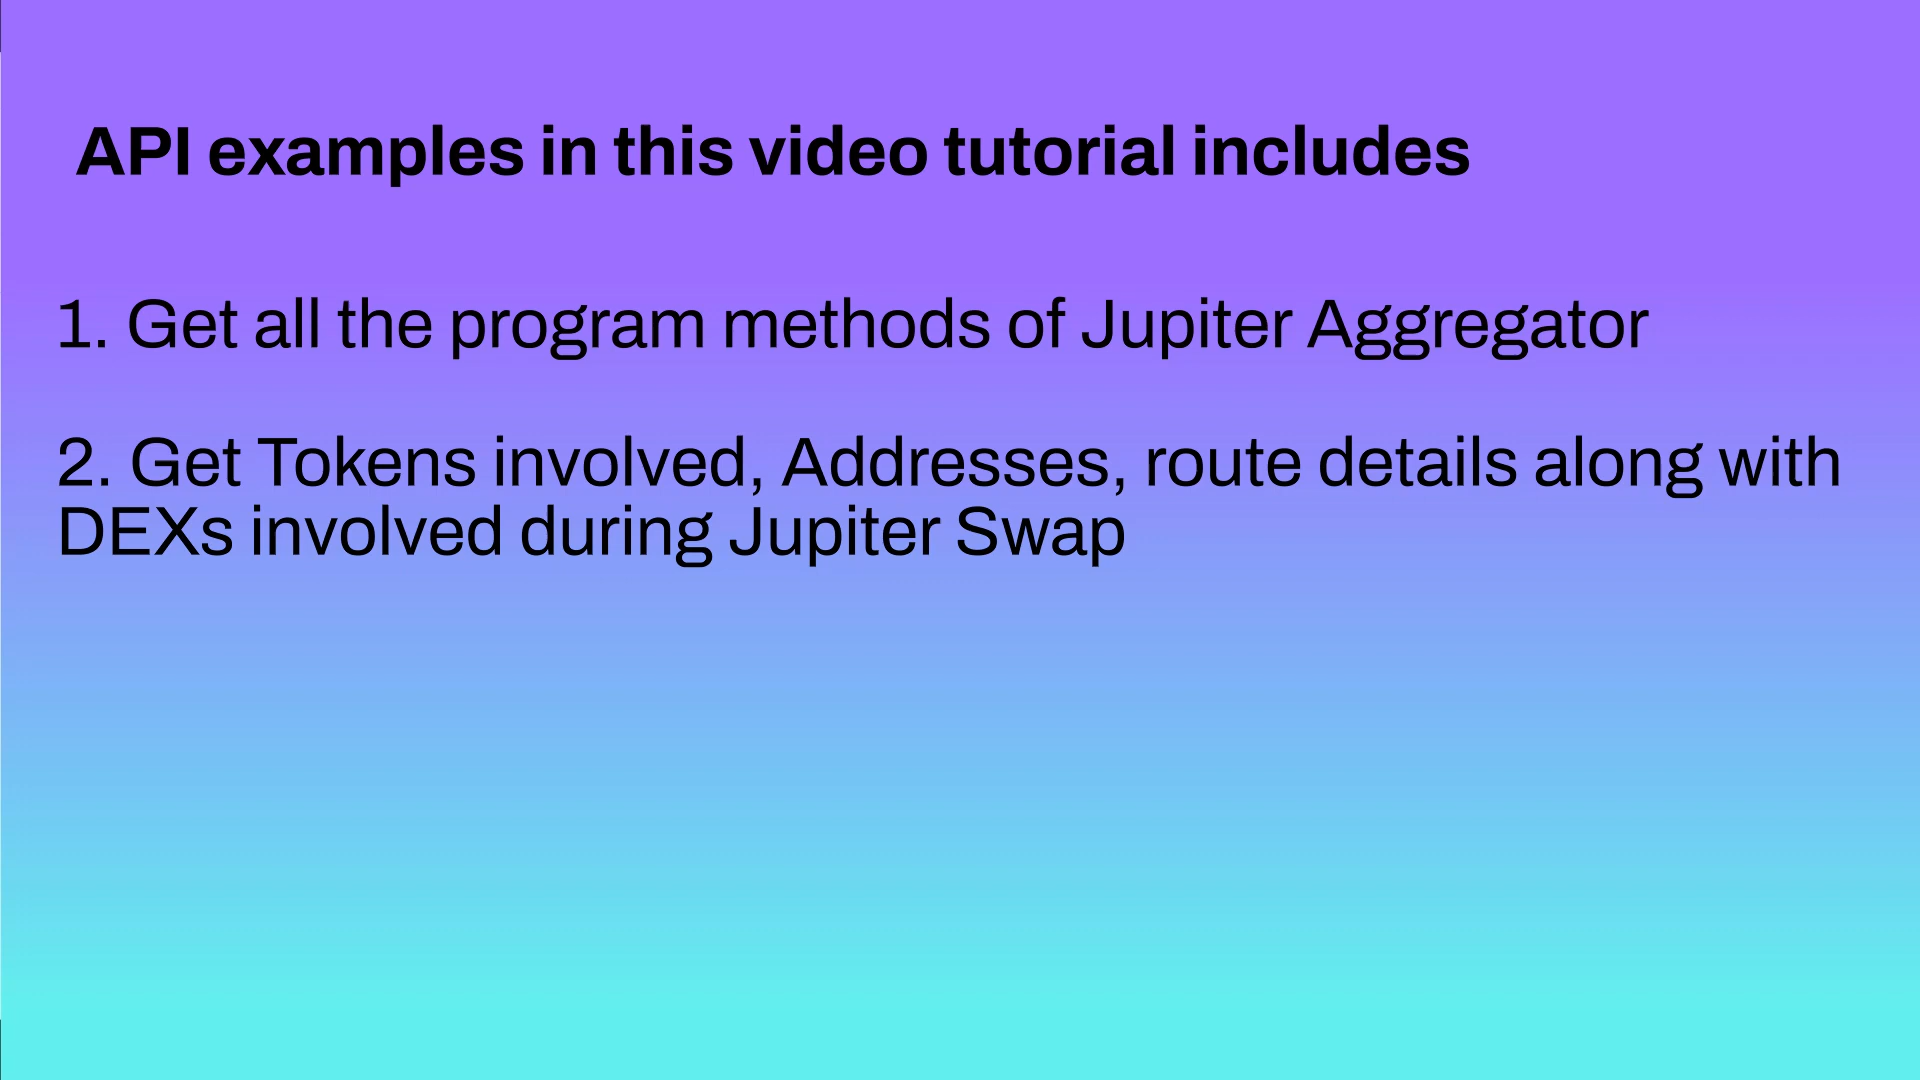 API examples in this video tutorial includes
1. Get all the program methods of Jupiter Aggregator
2. Get Tokens involved, Addresses, route details along with
DEXs involved during Jupiter Swap